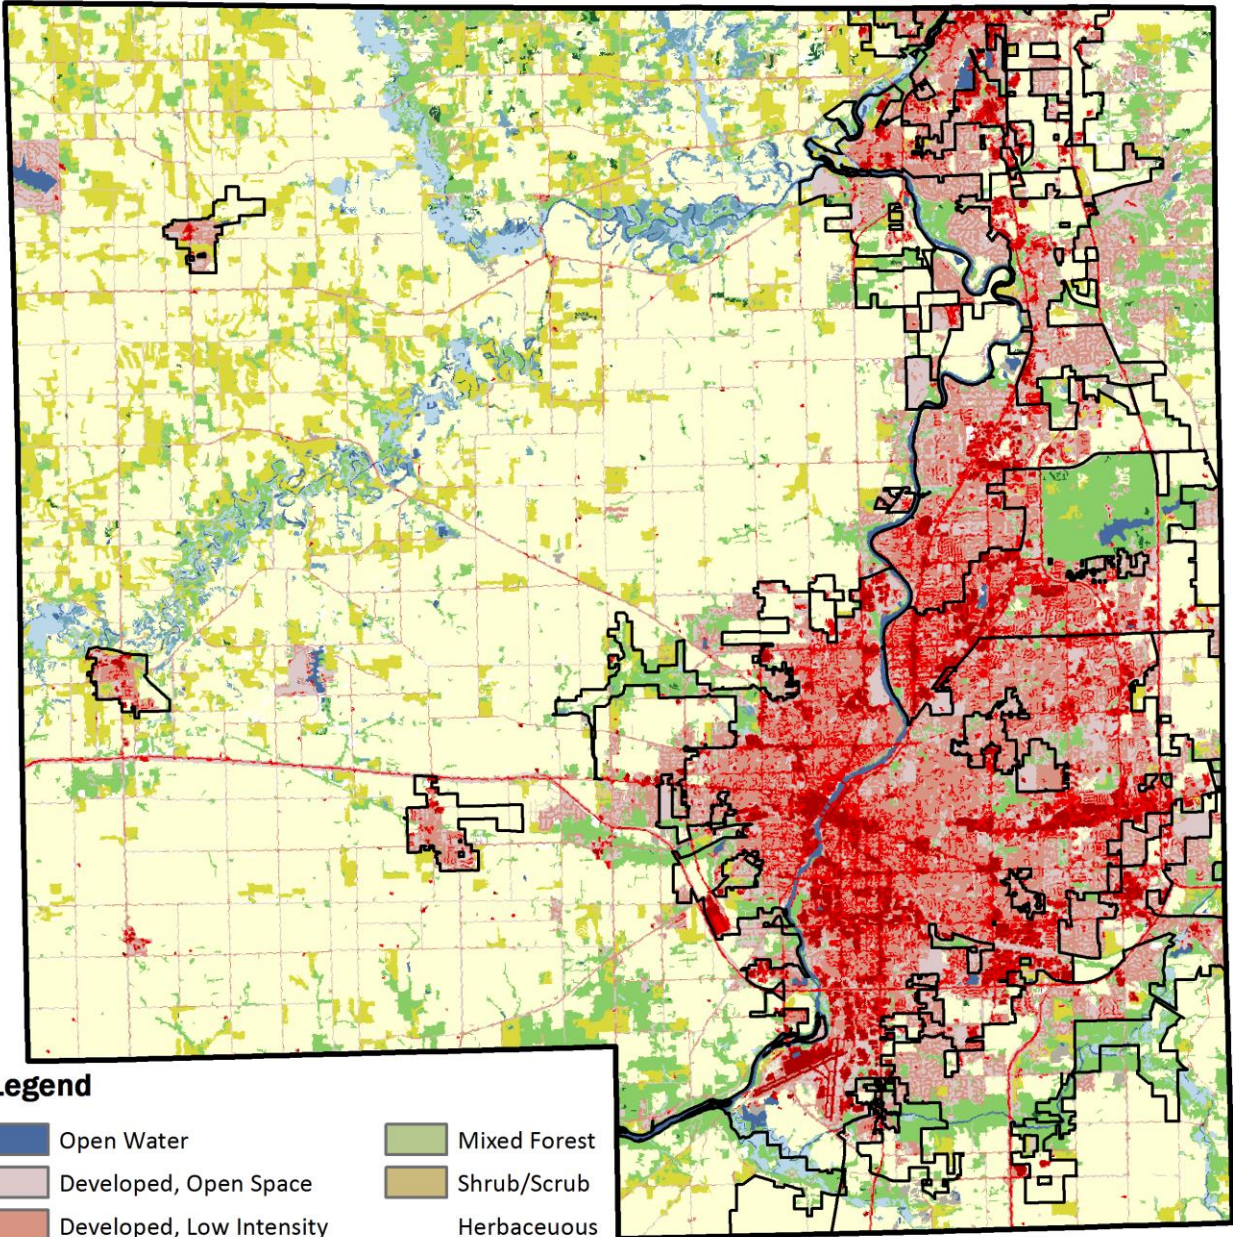 Legend
Open Water
Developed, Open Space
Developed, Low Intensity
Mixed Forest
Shrub/Scrub
Herbaceuous